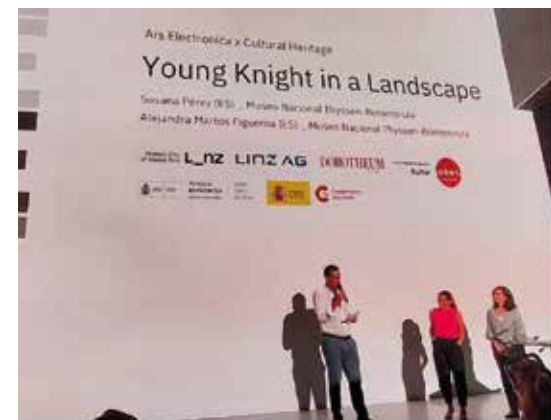 Ars Electronica x Cultural Heritage
Young Knight in a Landscape
Susana Pérez (ES) _ Museo Nacional Thyssen-Bornemisza
Alejandra Martos Figueroa (ES) _ Museo Nacional Thyssen-Bornemisza
L_nz LINZ AG DOROTHEUM